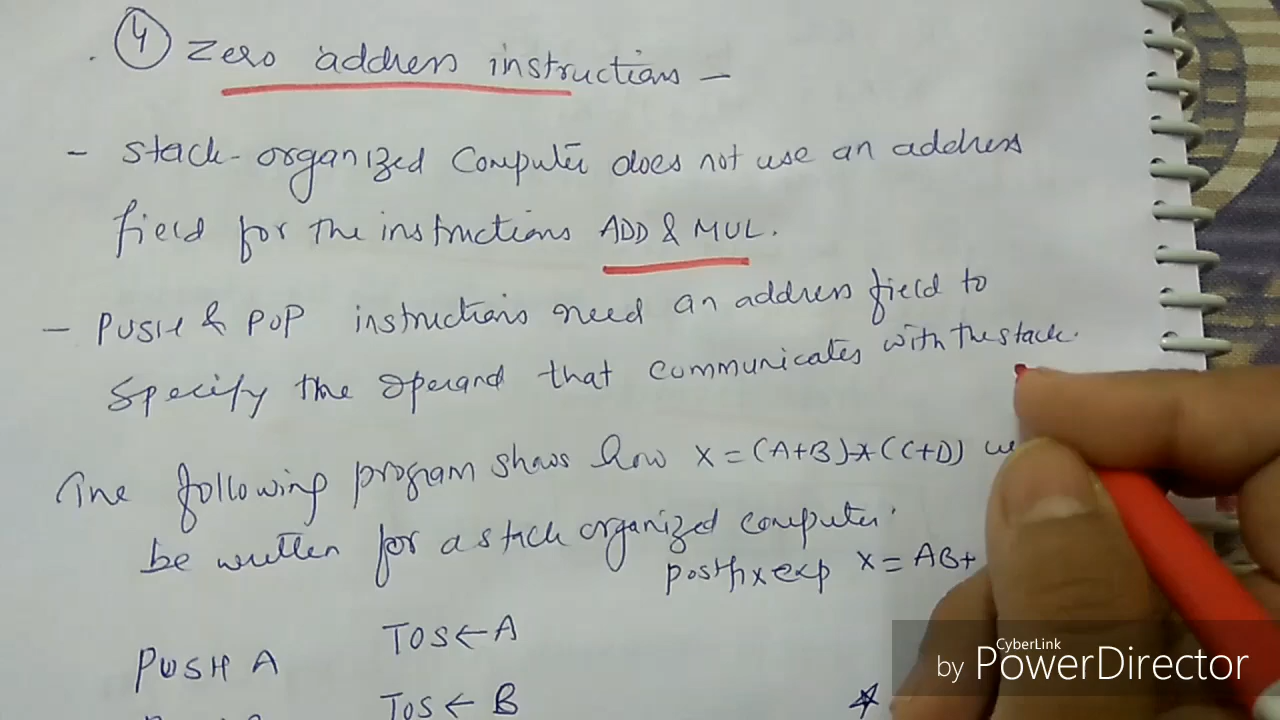 ④ Zero address instructions –
- Stack-organized Computer does not use an address
field for the instructions ADD & MUL.
- PUSH & POP instructions need an address field to
specify the operand that communicates with the stack.
The following program shows how X = (A+B)*(C+D)
be written for a stack organized computer.
postfix exp X = AB+
PUSH A TOS ← A
TOS ← B
CyberLink
by PowerDirector